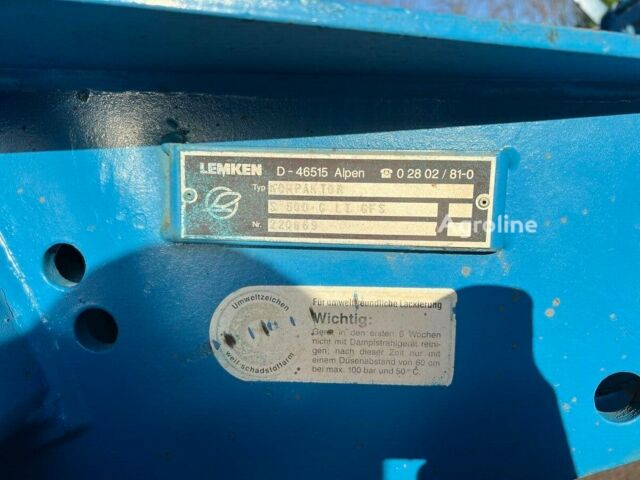 LEMKEN D-46515 Alpen ☎ 0 28 02 / 81-0
Typ KOMPAKTOR
S 600 G LT GFS
Nr. 220869
Agroline
Umweltzeichen
weil schadstoffarm
Für umweltfreundliche Lackierung
Wichtig:
Gerät in den ersten 6 Wochen
nicht mit Dampfstrahlgerät reini-
gen; nach dieser Zeit nur mit
einem Düsenabstand von 60 cm
bei max. 100 bar und 50° C.